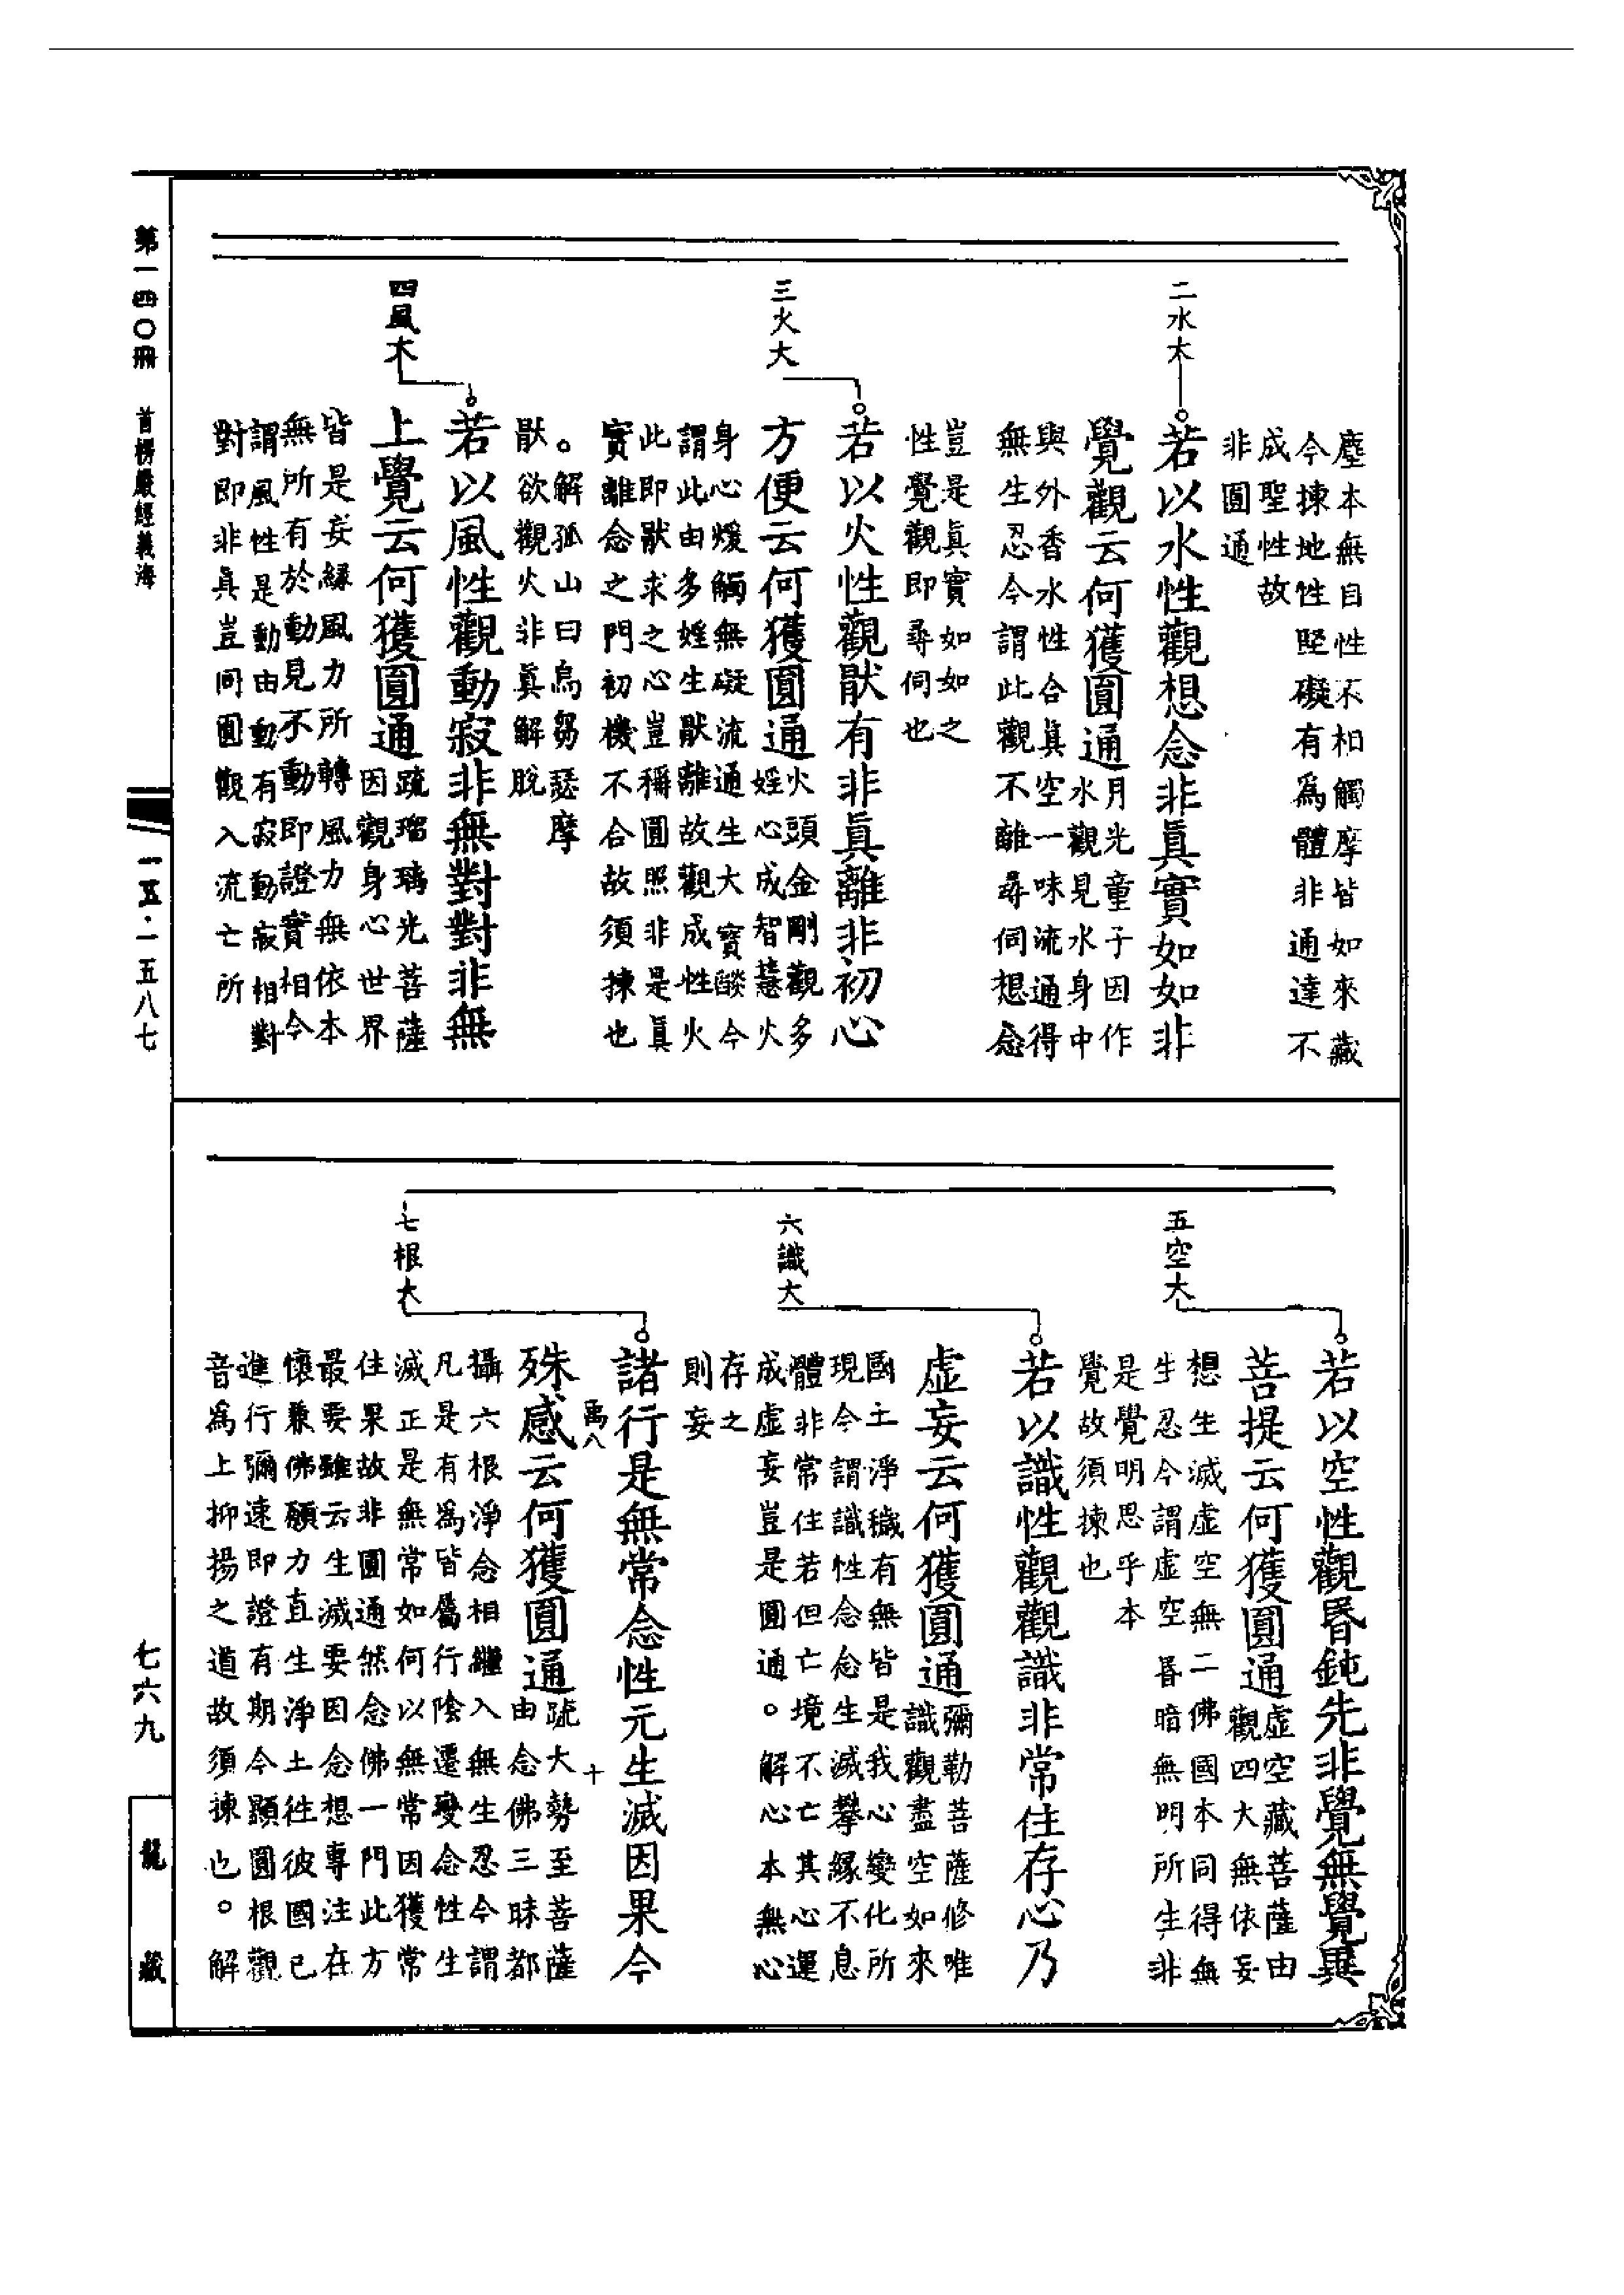 塵本無自性不相觸摩皆如來藏
今揀地性堅礙有為體非通達不
成聖性故
非圓通
二水大
若以水性觀想念非真實如如非
覺觀云何獲圓通
月光童子因作
水觀見水身中
與外香水性合真空一味流通得
無生忍今謂此觀不離尋伺想念
豈是真實如如之
性覺觀即尋伺也
三火大
若以火性觀猒有非真離非初心
方便云何獲圓通
火頭金剛觀多
婬心成智慧火
身心煖觸無礙流通生大寶燄今
謂此由多婬生猒離故觀成性火
此即猒求之心豈稱圓照非是真
實離念之門初機不合故須揀也
。解孤山曰烏芻瑟摩
猒欲觀火非真解脫
四風大
若以風性觀動寂非無對對非無
上覺云何獲圓通
疏瑠璃光菩薩
因觀身心世界
皆是妄緣風力所轉風力無依本
無所有於動見不動即證實相今
謂風性是動由動有寂動寂相對
對即非真豈同圓觀入流亡所
第一四〇冊 首楞嚴經義海
一五·一五八七
五空大
若以空性觀昏鈍先非覺無覺異
菩提云何獲圓通
虛空藏菩薩由
觀四大無依妄
想生滅虛空無二佛國本同得無
生忍今謂虛空昏暗無明所生非
是覺明思乎本
覺故須揀也
六識大
若以識性觀觀識非常住存心乃
虛妄云何獲圓通
彌勒菩薩修唯
識觀盡空如來
國土淨穢有無皆是我心變化所
現今謂識性念念生滅攀緣不息
體非常住若但亡境不亡其心運
成虛妄豈是圓通。解心本無心
存之
則妄
七根大
諸行是無常念性元生滅因果今
禹八 十
殊感云何獲圓通
疏大勢至菩薩
由念佛三昧都
攝六根淨念相繼入無生忍今謂
凡是有為皆屬行陰遷變念性生
滅正是無常如何以無常因獲常
住果故非圓通然念佛一門此方
最要雖云生滅要因念想專注在
懷兼佛願力直生淨土往彼國已
進行彌速即證有期今顯圓根觀
音為上抑揚之道故須揀也。解
七六九
龍藏